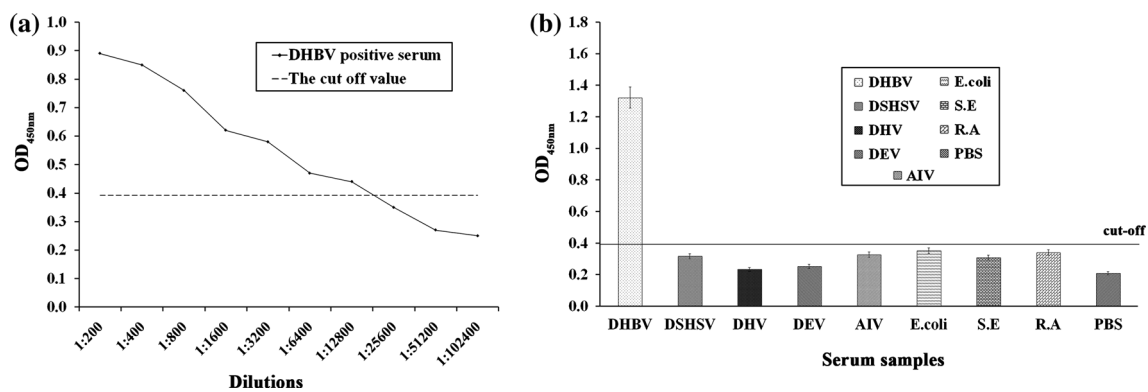 (a)
1.0
0.9
0.8
0.7
0.6
0.5
0.4
0.3
0.2
0.1
0.0
OD450nm
DHBV positive serum
The cut off value
1:200
1:400
1:800
1:1600
1:3200
1:6400
1:12800
1:25600
1:51200
1:102400
Dilutions
(b)
1.8
1.6
1.4
1.2
1.0
0.8
0.6
0.4
0.2
0.0
OD450nm
DHBV E.coli
DSHSV S.E
DHV R.A
DEV PBS
AIV
cut-off
DHBV DSHSV DHV DEV AIV E.coli S.E R.A PBS
Serum samples